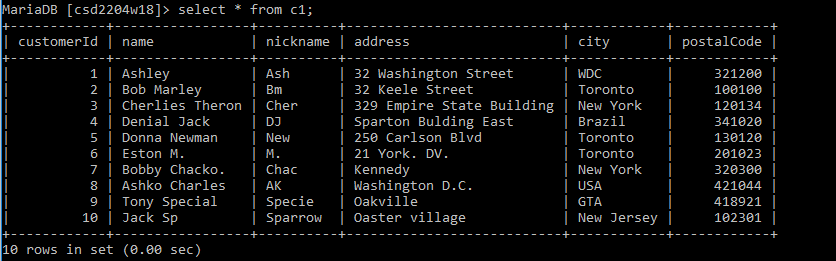 MariaDB [csd2204w18]> select * from c1;
+------------+-----------------+----------+---------------------------+------------+------------+
| customerId | name            | nickname | address                   | city       | postalCode |
+------------+-----------------+----------+---------------------------+------------+------------+
|          1 | Ashley          | Ash      | 32 Washington Street      | WDC        |     321200 |
|          2 | Bob Marley      | Bm       | 32 Keele Street           | Toronto    |     100100 |
|          3 | Cherlies Theron | Cher     | 329 Empire State Building | New York   |     120134 |
|          4 | Denial Jack     | DJ       | Sparton Bulding East      | Brazil     |     341020 |
|          5 | Donna Newman    | New      | 250 Carlson Blvd          | Toronto    |     130120 |
|          6 | Eston M.        | M.       | 21 York. DV.              | Toronto    |     201023 |
|          7 | Bobby Chacko.   | Chac     | Kennedy                   | New York   |     320300 |
|          8 | Ashko Charles   | AK       | Washington D.C.           | USA        |     421044 |
|          9 | Tony Special    | Specie   | Oakville                  | GTA        |     418921 |
|         10 | Jack Sp         | Sparrow  | Oaster village            | New Jersey |     102301 |
+------------+-----------------+----------+---------------------------+------------+------------+
10 rows in set (0.00 sec)